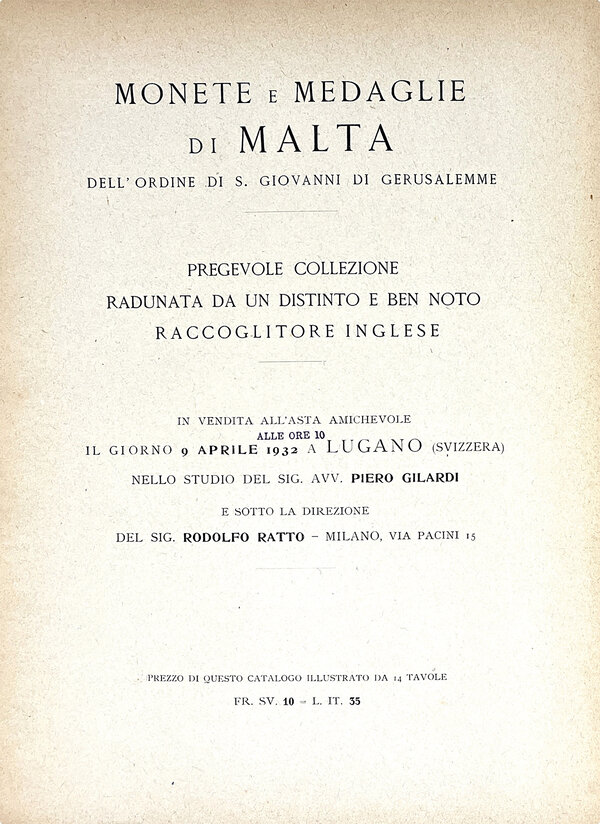 MONETE E MEDAGLIE
DI MALTA
DELL'ORDINE DI S. GIOVANNI DI GERUSALEMME
PREGEVOLE COLLEZIONE
RADUNATA DA UN DISTINTO E BEN NOTO
RACCOGLITORE INGLESE
IN VENDITA ALL'ASTA AMICHEVOLE
ALLE ORE 10
IL GIORNO 9 APRILE 1932 A LUGANO (SVIZZERA)
NELLO STUDIO DEL SIG. AVV. PIERO GILARDI
E SOTTO LA DIREZIONE
DEL SIG. RODOLFO RATTO – MILANO, VIA PACINI 15
PREZZO DI QUESTO CATALOGO ILLUSTRATO DA 14 TAVOLE
FR. SV. 10 = L. IT. 35